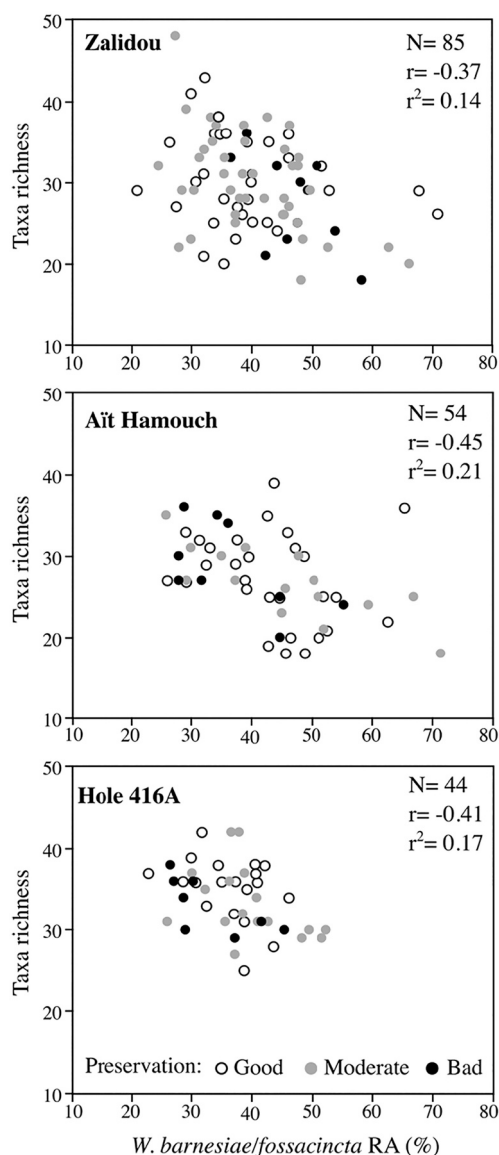 Zalidou
N= 85
r= -0.37
r²= 0.14
Taxa richness
50
40
30
20
10
10 20 30 40 50 60 70 80
Aït Hamouch
N= 54
r= -0.45
r²= 0.21
Taxa richness
50
40
30
20
10
10 20 30 40 50 60 70 80
Hole 416A
N= 44
r= -0.41
r²= 0.17
Taxa richness
50
40
30
20
10
Preservation: Good Moderate Bad
10 20 30 40 50 60 70 80
W. barnesiae/fossacincta RA (%)